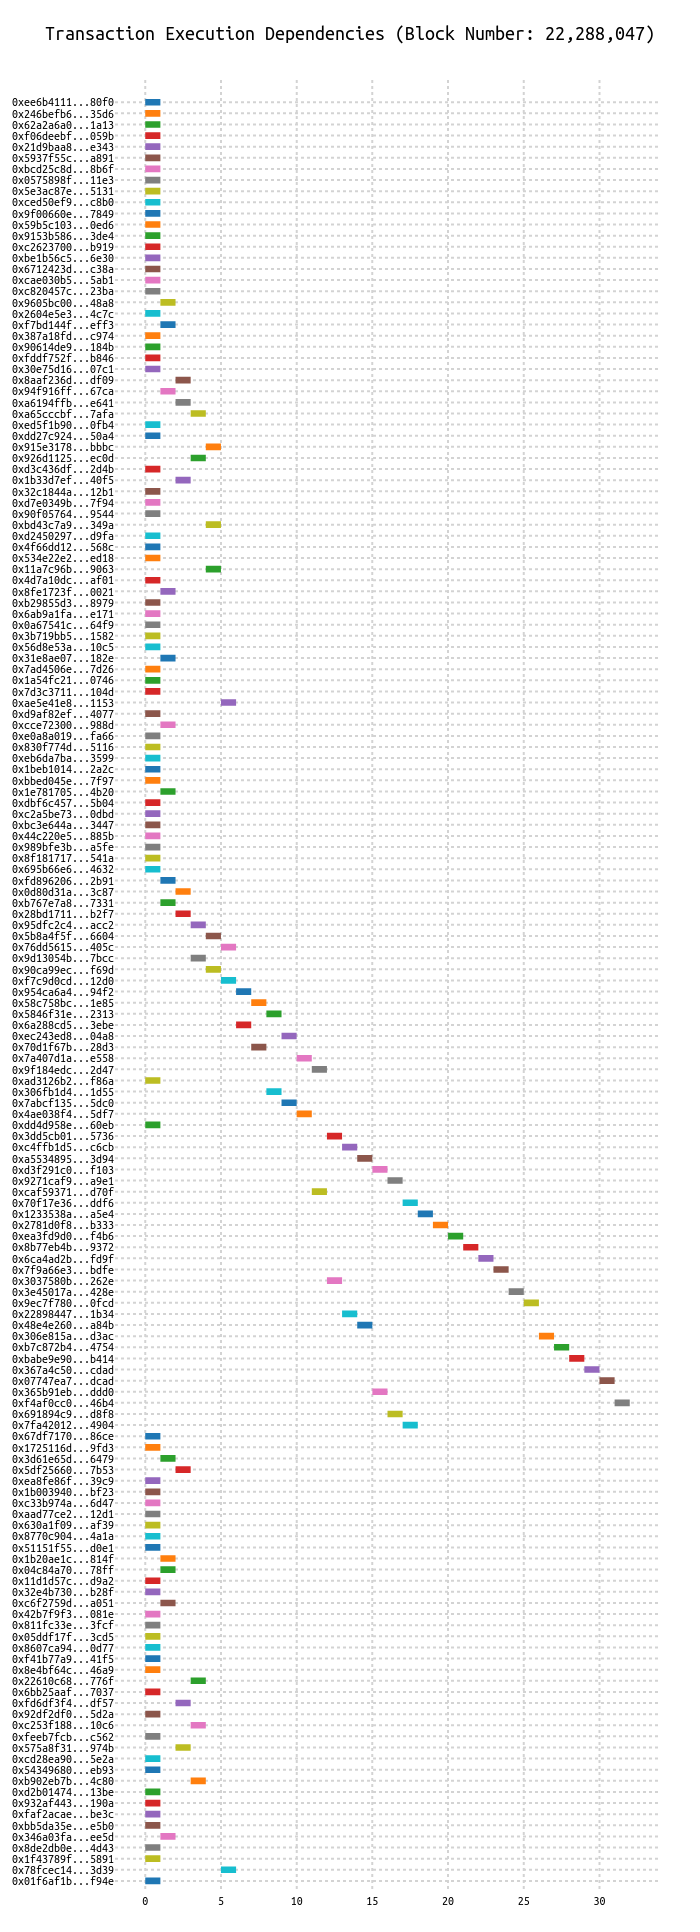 Transaction Execution Dependencies (Block Number: 22,288,047)
0xee6b4111...80f0
0x246befb6...35d6
0x62a2a6a0...1a13
0xf06deebf...059b
0x21d9baa8...e343
0x5937f55c...a891
0xbcd25c8d...8b6f
0x0575898f...11e3
0x5e3ac87e...5131
0xced50ef9...c8b0
0x9f00660e...7849
0x59b5c103...0ed6
0x9153b586...3de4
0xc2623700...b919
0xbe1b56c5...6e30
0x6712423d...c38a
0xcae030b5...5ab1
0xc820457c...23ba
0x9605bc00...48a8
0x2604e5e3...4c7c
0xf7bd144f...eff3
0x387a18fd...c974
0x90614de9...184b
0xfddf752f...b846
0x30e75d16...07c1
0x8aaf236d...df09
0x94f916ff...67ca
0xa6194ffb...e641
0xa65cccbf...7afa
0xed5f1b90...0fb4
0xdd27c924...50a4
0x915e3178...bbbc
0x926d1125...ec0d
0xd3c436df...2d4b
0x1b33d7ef...40f5
0x32c1844a...12b1
0xd7e0349b...7f94
0x90f05764...9544
0xbd43c7a9...349a
0xd2450297...d9fa
0x4f66dd12...568c
0x534e22e2...ed18
0x11a7c96b...9063
0x4d7a10dc...af01
0x8fe1723f...0021
0xb29855d3...8979
0x6ab9a1fa...e171
0x0a67541c...64f9
0x3b719bb5...1582
0x56d8e53a...10c5
0x31e8ae07...182e
0x7ad4506e...7d26
0x1a54fc21...0746
0x7d3c3711...104d
0xae5e41e8...1153
0xd9af82ef...4077
0xcce72300...988d
0xe0a8a019...fa66
0x830f774d...5116
0xeb6da7ba...3599
0x1beb1014...2a2c
0xbbed045e...7f97
0x1e781705...4b20
0xdbf6c457...5b04
0xc2a5be73...0dbd
0xbc3e644a...3447
0x44c220e5...885b
0x989bfe3b...a5fe
0x8f181717...541a
0x695b66e6...4632
0xfd896206...2b91
0x0d80d31a...3c87
0xb767e7a8...7331
0x28bd1711...b2f7
0x95dfc2c4...acc2
0x5b8a4f5f...6604
0x76dd5615...405c
0x9d13054b...7bcc
0x90ca99ec...f69d
0xf7c9d0cd...12d0
0x954ca6a4...94f2
0x58c758bc...1e85
0x5846f31e...2313
0x6a288cd5...3ebe
0xec243ed8...04a8
0x70d1f67b...28d3
0x7a407d1a...e558
0x9f184edc...2d47
0xad3126b2...f86a
0x306fb1d4...1d55
0x7abcf135...5dc0
0x4ae038f4...5df7
0xdd4d958e...60eb
0x3dd5cb01...5736
0xc4ffb1d5...c6cb
0xa5534895...3d94
0xd3f291c0...f103
0x9271caf9...a9e1
0xcaf59371...d70f
0x70f17e36...ddf6
0x1233538a...a5e4
0x2781d0f8...b333
0xea3fd9d0...f4b6
0x8b77eb4b...9372
0x6ca4ad2b...fd9f
0x7f9a66e3...bdfe
0x3037580b...262e
0x3e45017a...428e
0x9ec7f780...0fcd
0x22898447...1b34
0x48e4e260...a84b
0x306e815a...d3ac
0xb7c872b4...4754
0xbabe9e90...b414
0x367a4c50...cdad
0x07747ea7...dcad
0x365b91eb...ddd0
0xf4af0cc0...46b4
0x691894c9...d8f8
0x7fa42012...4904
0x67df7170...86ce
0x1725116d...9fd3
0x3d61e65d...6479
0x5df25660...7b53
0xea8fe86f...39c9
0x1b003940...bf23
0xc33b974a...6d47
0xaad77ce2...12d1
0x630a1f09...af39
0x8770c904...4a1a
0x51151f55...d0e1
0x1b20ae1c...814f
0x04c84a70...78ff
0x11d1d57c...d9a2
0x32e4b730...b28f
0xc6f2759d...a051
0x42b7f9f3...081e
0x811fc33e...3fcf
0x05ddf17f...3cd5
0x8607ca94...0d77
0xf41b77a9...41f5
0x8e4bf64c...46a9
0x22610c68...776f
0x6bb25aaf...7037
0xfd6df3f4...df57
0x92df2df0...5d2a
0xc253f188...10c6
0xfeeb7fcb...c562
0x575a8f31...974b
0xcd28ea90...5e2a
0x54349680...eb93
0xb902eb7b...4c80
0xd2b01474...13be
0x932af443...190a
0xfaf2acae...be3c
0xbb5da35e...e5b0
0x346a03fa...ee5d
0x8de2db0e...4d43
0x1f43789f...5891
0x78fcec14...3d39
0x01f6af1b...f94e
0 5 10 15 20 25 30